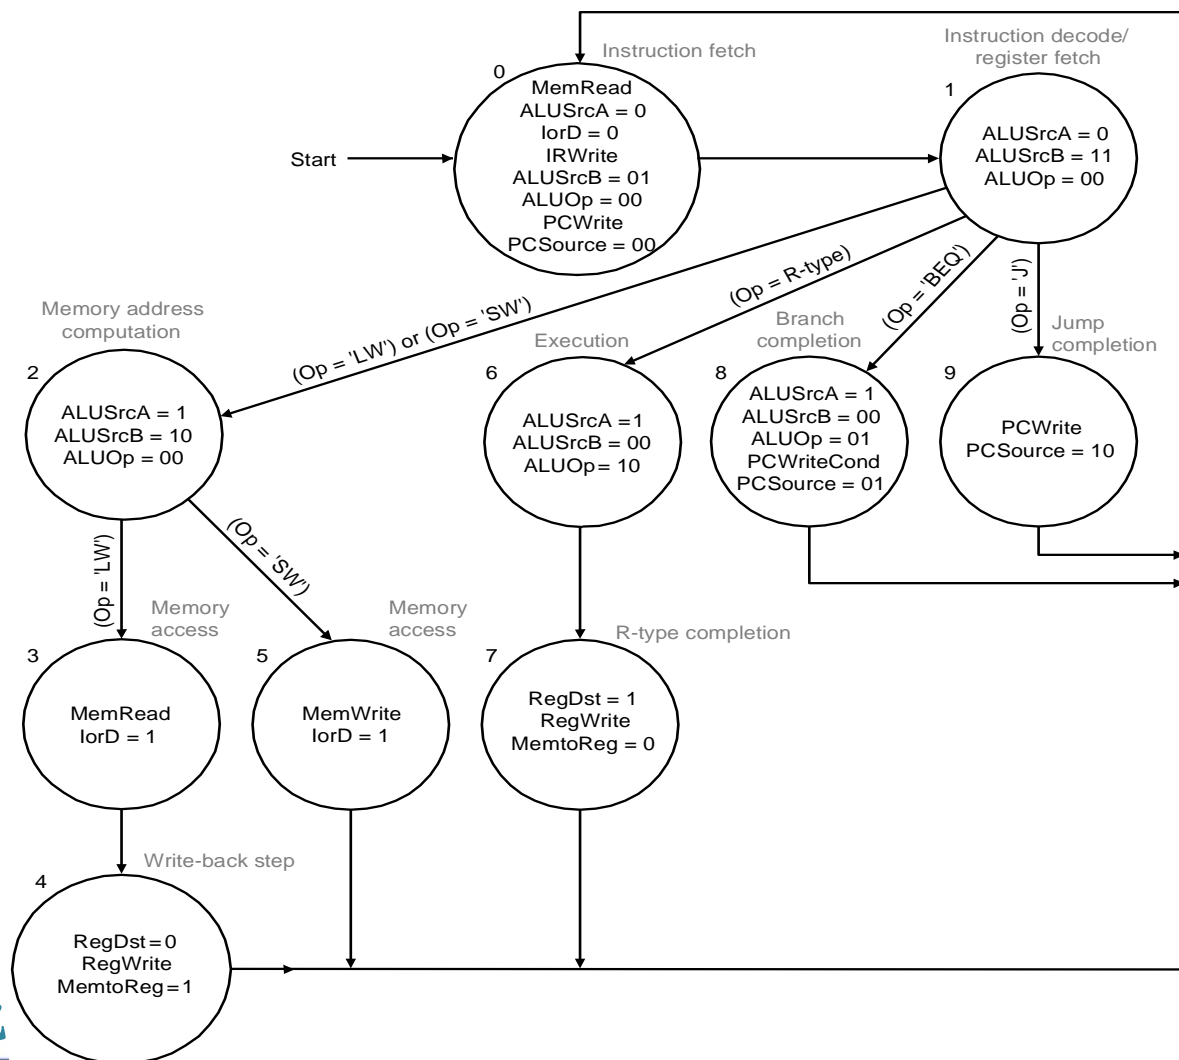 Instruction fetch
0
MemRead
ALUSrcA = 0
IorD = 0
IRWrite
ALUSrcB = 01
ALUOp = 00
PCWrite
PCSource = 00
Start
Instruction decode/
register fetch
1
ALUSrcA = 0
ALUSrcB = 11
ALUOp = 00
(Op = 'LW') or (Op = 'SW')
(Op = R-type)
(Op = 'BEQ')
(Op = 'J')
Memory address
computation
2
ALUSrcA = 1
ALUSrcB = 10
ALUOp = 00
Execution
6
ALUSrcA =1
ALUSrcB = 00
ALUOp= 10
Branch
completion
8
ALUSrcA = 1
ALUSrcB = 00
ALUOp = 01
PCWriteCond
PCSource = 01
Jump
completion
9
PCWrite
PCSource = 10
(Op = 'LW')
(Op = 'SW')
Memory
access
3
MemRead
IorD = 1
Memory
access
5
MemWrite
IorD = 1
R-type completion
7
RegDst = 1
RegWrite
MemtoReg = 0
Write-back step
4
RegDst=0
RegWrite
MemtoReg=1